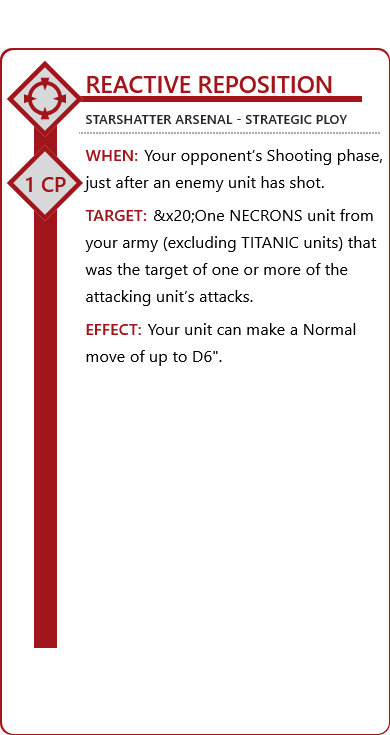 REACTIVE REPOSITION
STARSHATTER ARSENAL - STRATEGIC PLOY
WHEN: Your opponent’s Shooting phase,
1 CP
just after an enemy unit has shot.
TARGET: &x20;One NECRONS unit from
your army (excluding TITANIC units) that
was the target of one or more of the
attacking unit’s attacks.
EFFECT: Your unit can make a Normal
move of up to D6".